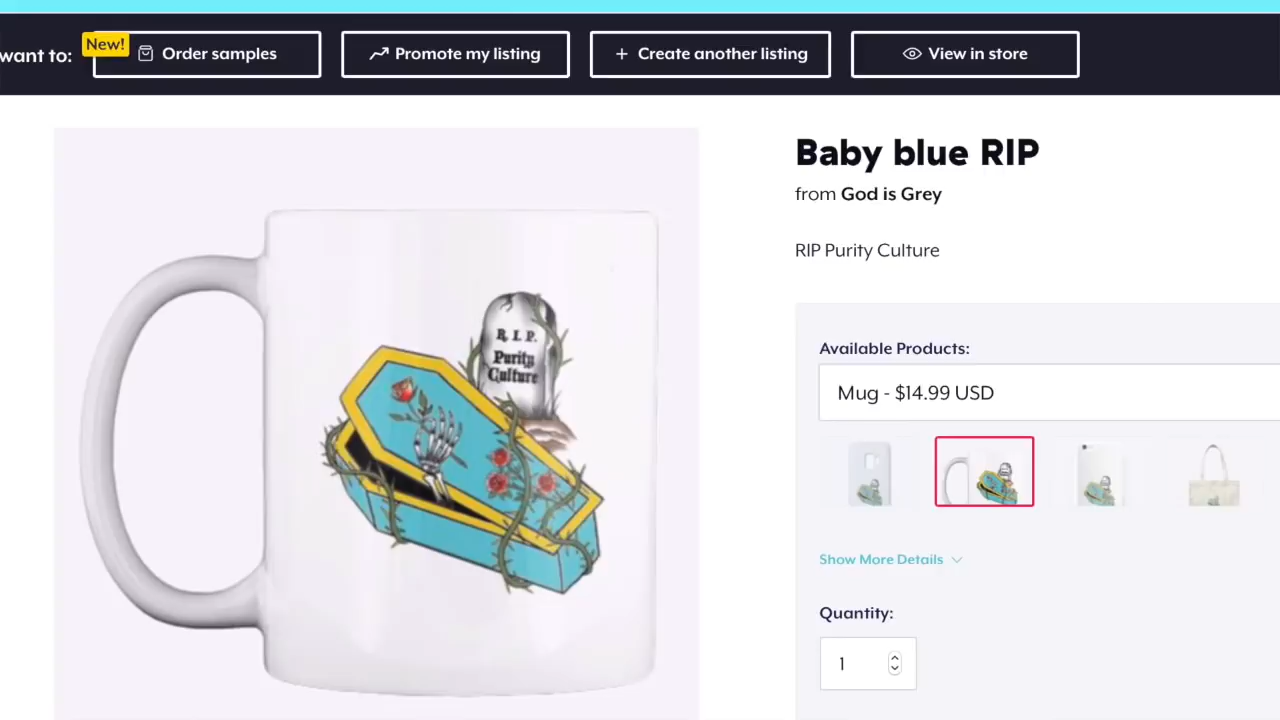 want to:
New!
Order samples
Promote my listing
+ Create another listing
View in store
Baby blue RIP
from God is Grey
RIP Purity Culture
R.I.P.
Purity
Culture
Available Products:
Mug - $14.99 USD
Show More Details
Quantity:
1